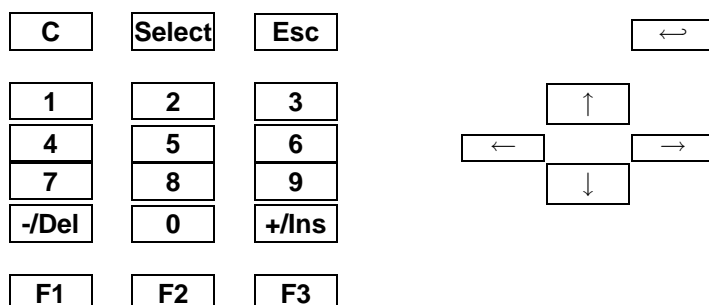 C Select Esc ↩
1 2 3 ↑
4 5 6 ← →
7 8 9 ↓
-/Del 0 +/Ins
F1 F2 F3